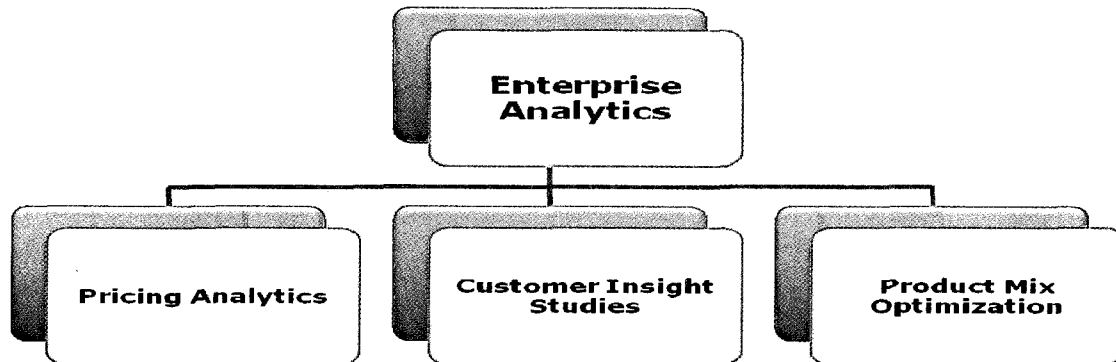 Enterprise
Analytics
Pricing Analytics
Customer Insight
Studies
Product Mix
Optimization